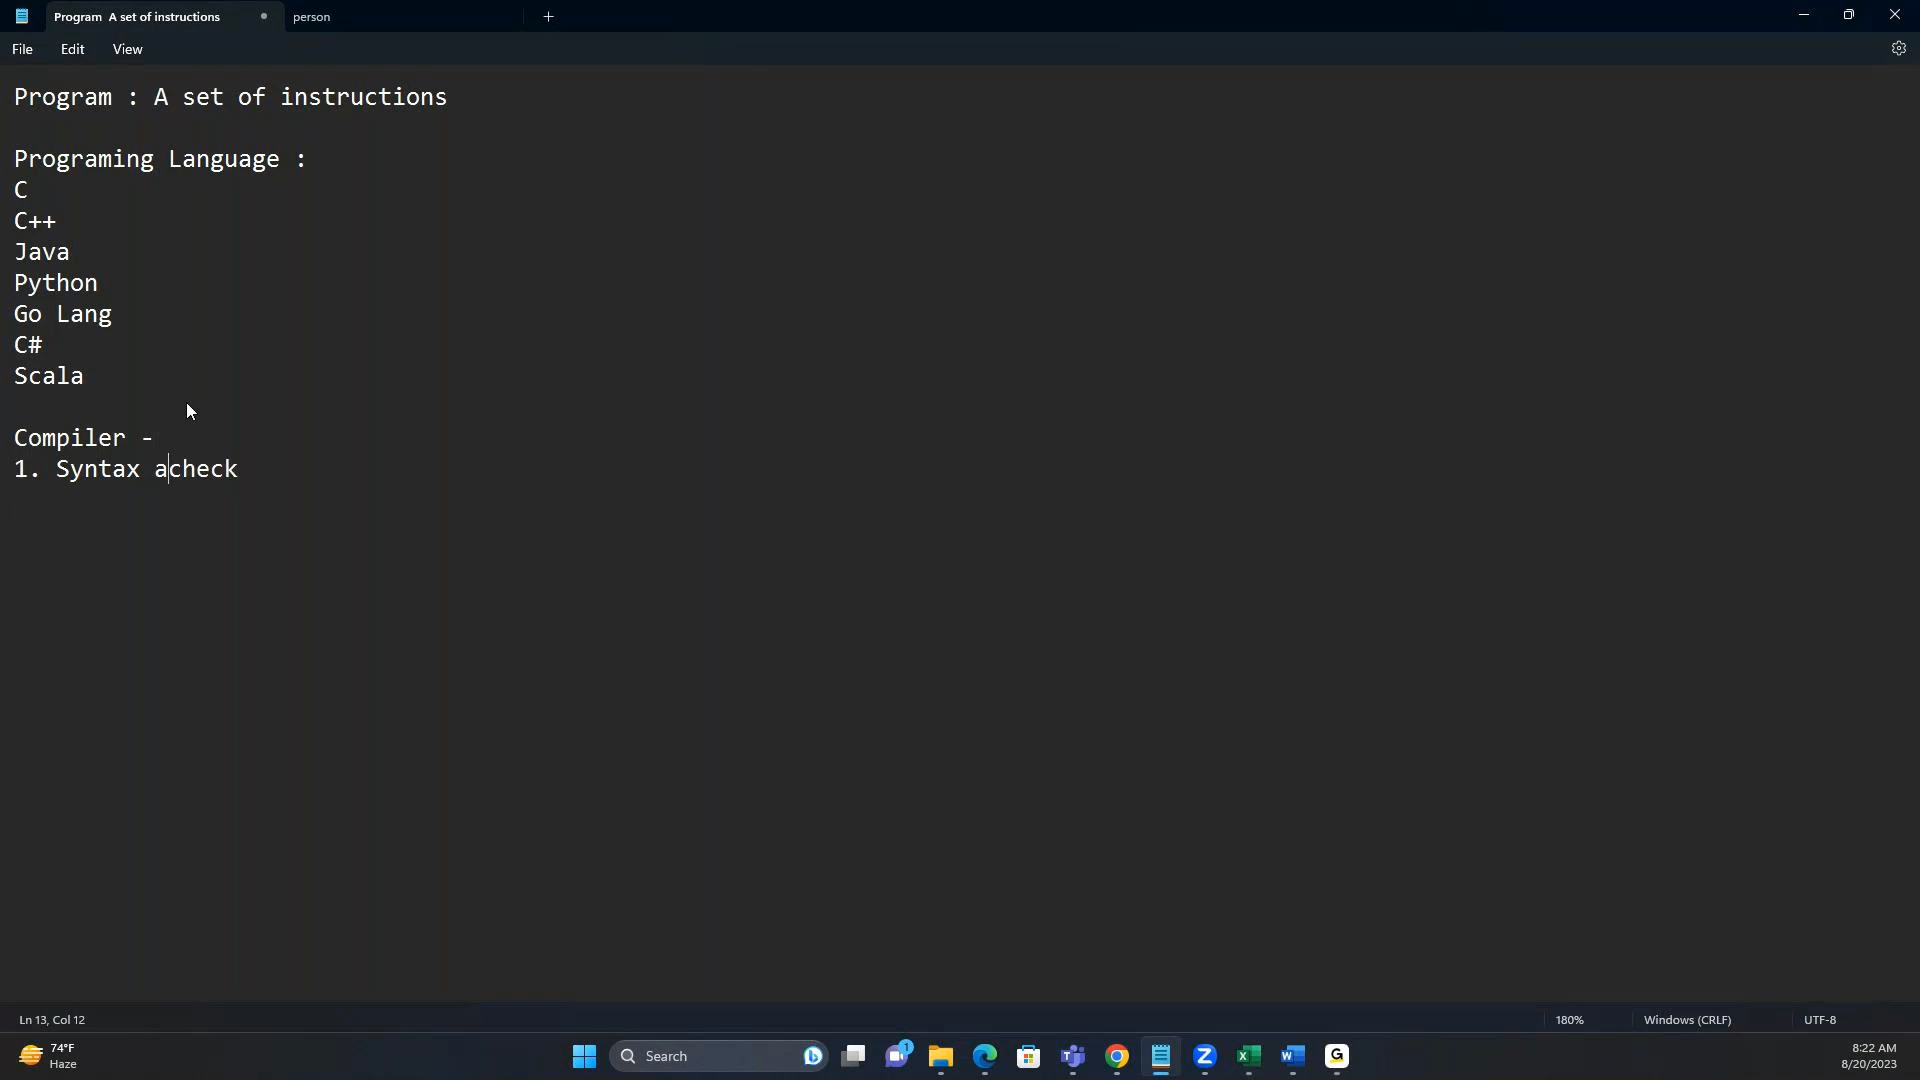 Program A set of instructions
person
File Edit View
Program : A set of instructions
Programing Language :
C
C++
Java
Python
Go Lang
C#
Scala
Compiler -
1. Syntax acheck
Ln 13, Col 12
180%
Windows (CRLF)
UTF-8
74°F
Haze
Search
1
8:22 AM
8/20/2023